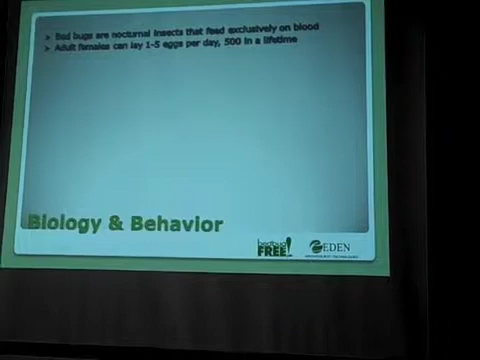 ➢ Bed bugs are nocturnal insects that feed exclusively on blood
➢ Adult females can lay 1-5 eggs per day, 500 in a lifetime
Biology & Behavior
bedbug
FREE!
EDEN